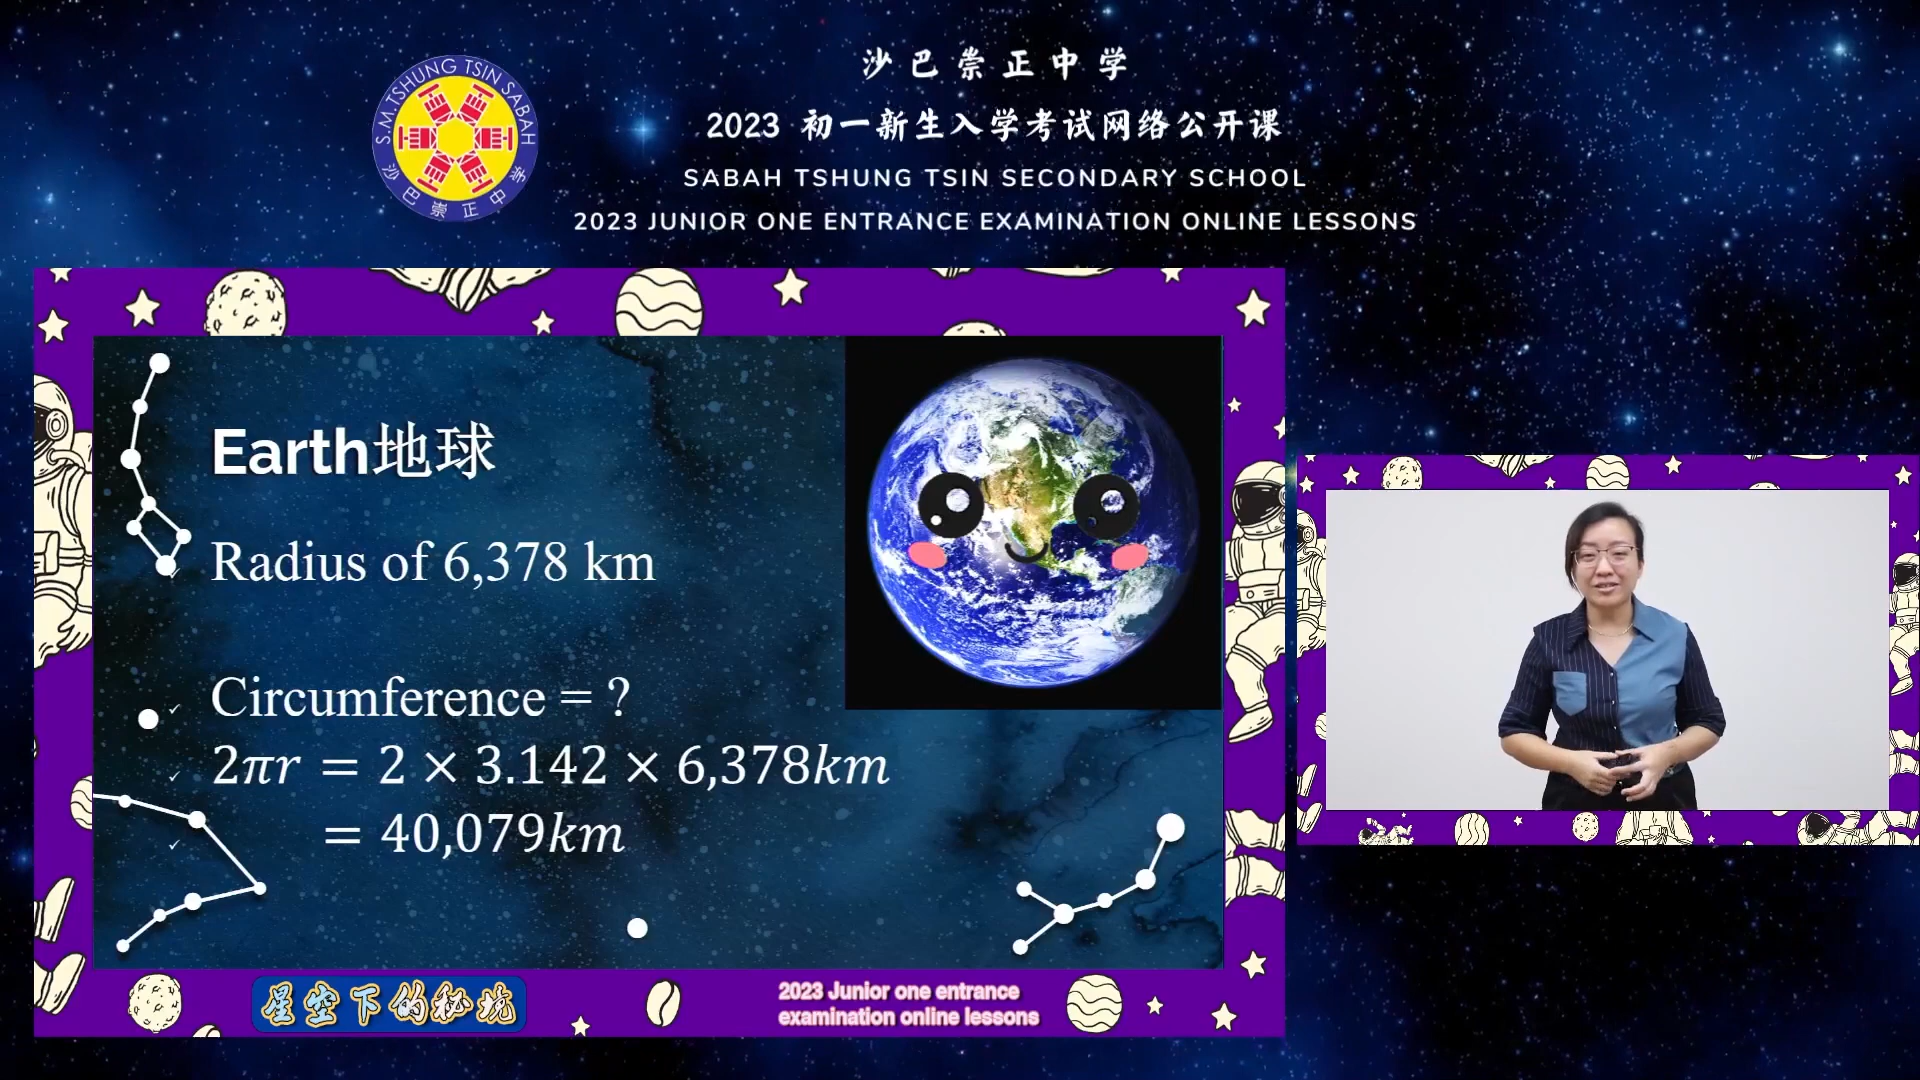 沙巴崇正中学
2023 初一新生入学考试网络公开课
SABAH TSHUNG TSIN SECONDARY SCHOOL
2023 JUNIOR ONE ENTRANCE EXAMINATION ONLINE LESSONS
S.M TSHUNG TSIN SABAH
沙巴崇正中学
Earth地球
Radius of 6,378 km
Circumference = ?
2πr = 2 × 3.142 × 6,378km
= 40,079km
星空下的秘境
2023 Junior one entrance
examination online lessons